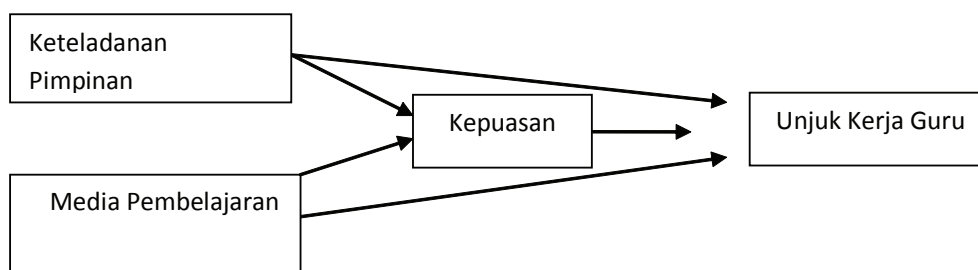 Keteladanan
Pimpinan
Kepuasan
Unjuk Kerja Guru
Media Pembelajaran